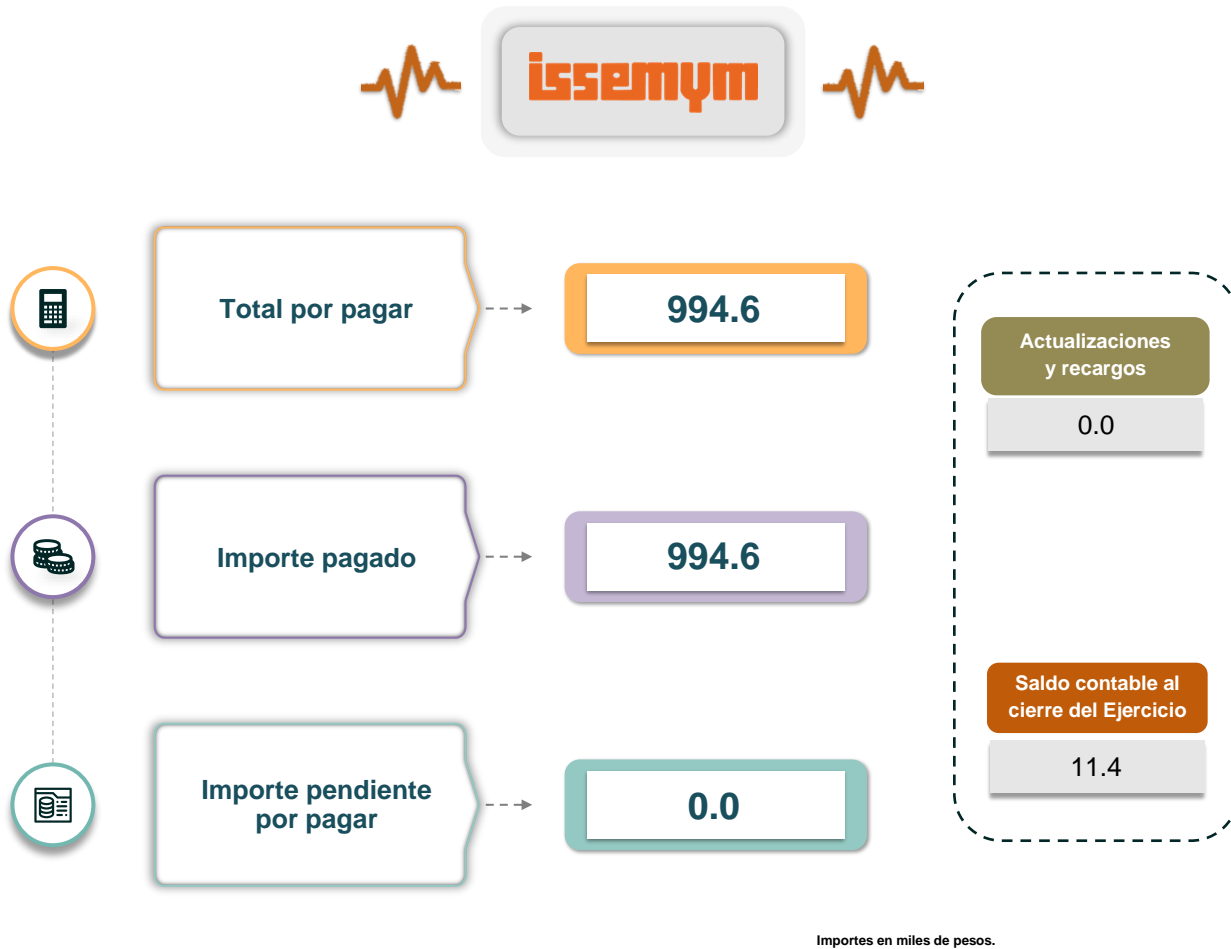 issemym
Total por pagar
994.6
Actualizaciones
y recargos
0.0
Importe pagado
994.6
Saldo contable al
cierre del Ejercicio
11.4
Importe pendiente
por pagar
0.0
Importes en miles de pesos.